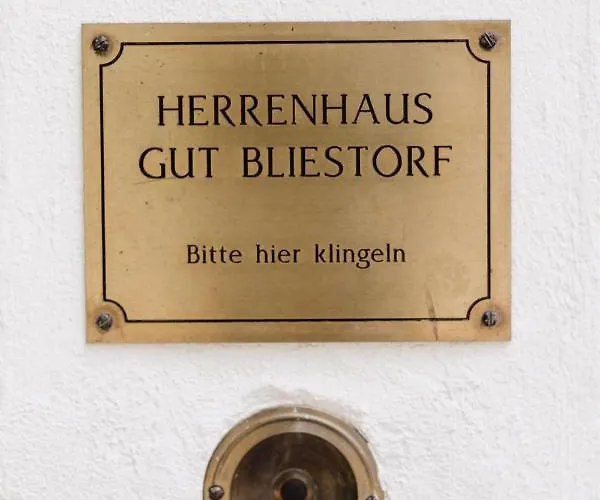 HERRENHAUS
GUT BLIESTORF
Bitte hier klingeln